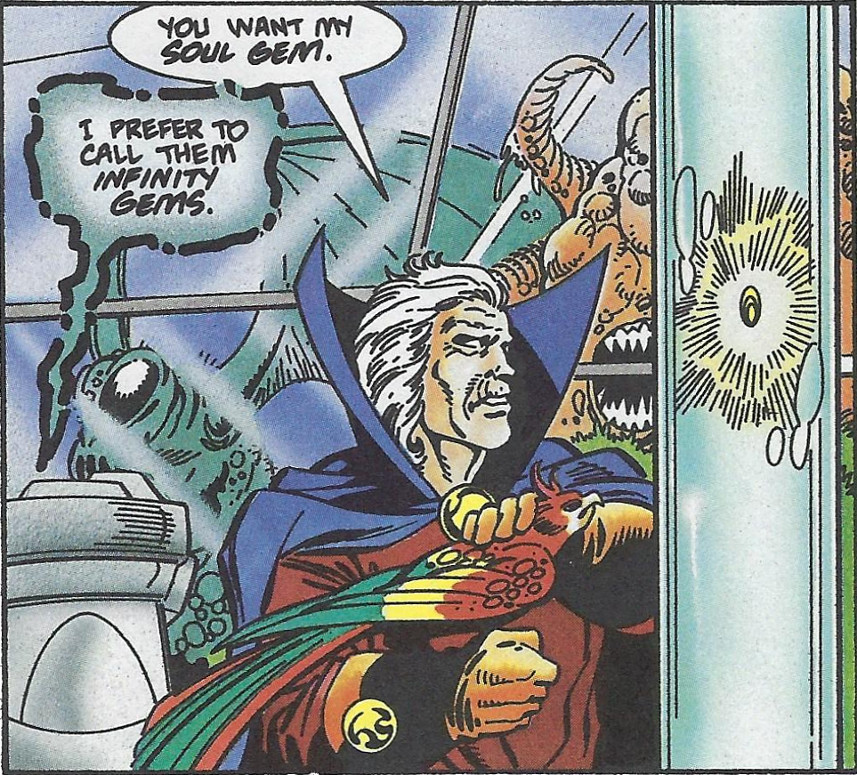 YOU WANT MY
SOUL GEM.
I PREFER TO
CALL THEM
INFINITY
GEMS.